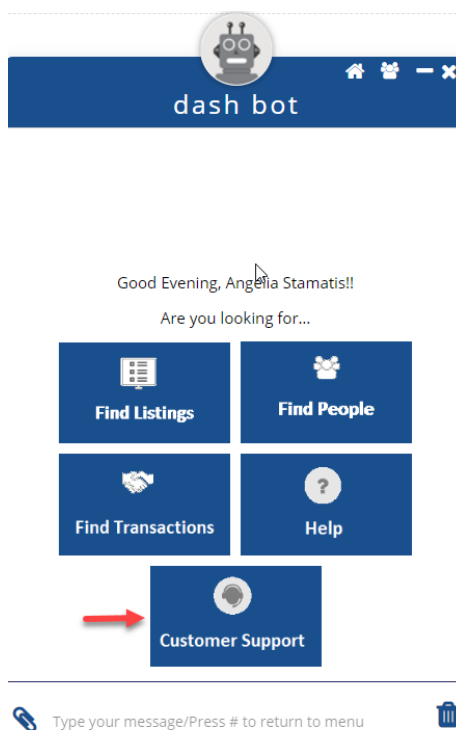 dash bot
Good Evening, Angelia Stamatis!!
Are you looking for...
Find Listings
Find People
Find Transactions
?
Help
Customer Support
Type your message/Press # to return to menu